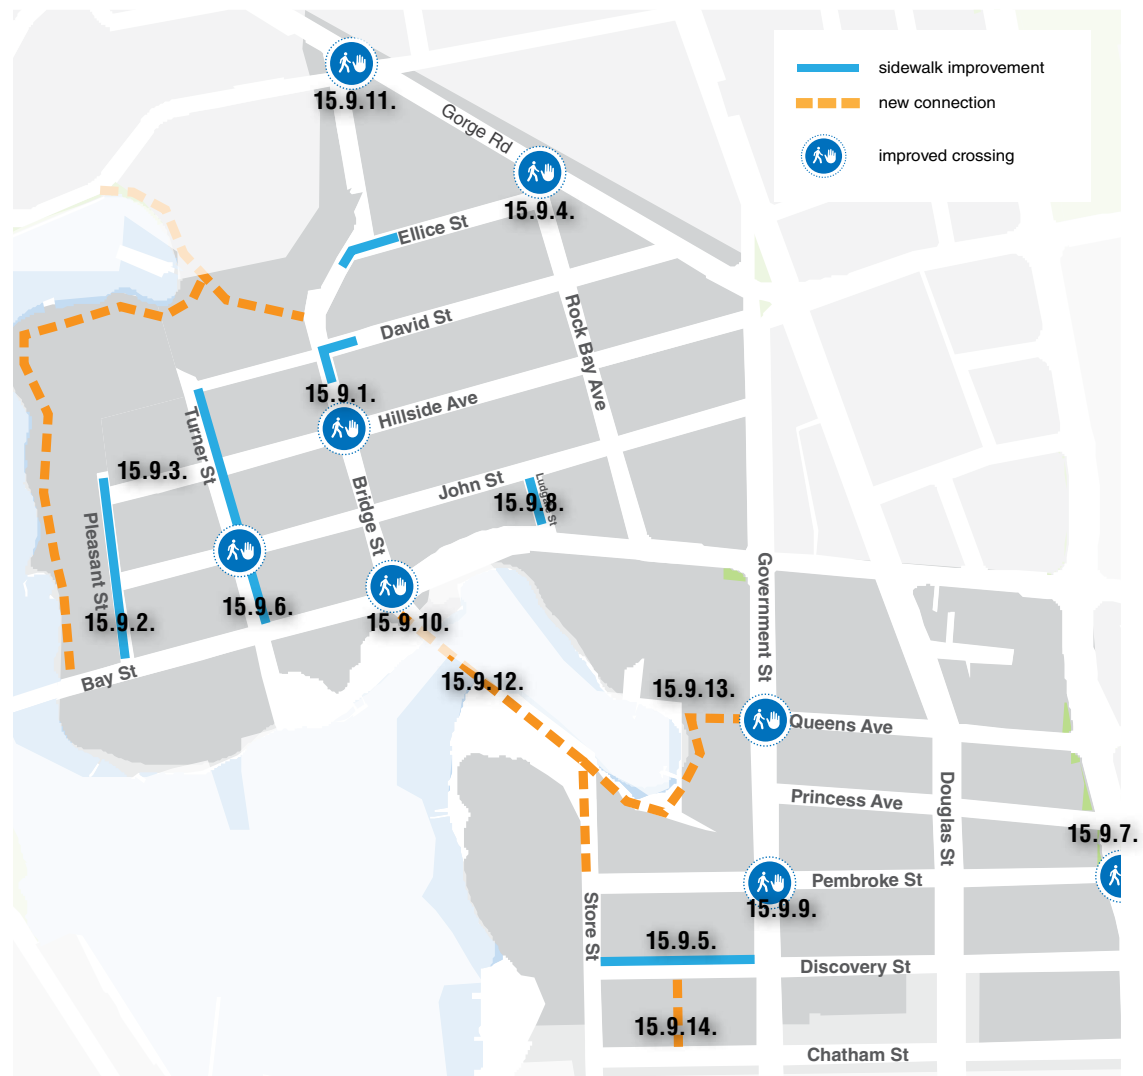 sidewalk improvement
new connection
improved crossing
15.9.11.
Gorge Rd
15.9.4.
Ellice St
David St
Rock Bay Ave
15.9.1.
Hillside Ave
Turner St
15.9.3.
John St
Ludgate St
15.9.8.
Bridge St
Pleasant St
15.9.2.
15.9.6.
15.9.10.
Bay St
15.9.12.
15.9.13.
Government St
Queens Ave
Princess Ave
Douglas St
15.9.7.
Pembroke St
15.9.9.
Store St
15.9.5.
Discovery St
15.9.14.
Chatham St